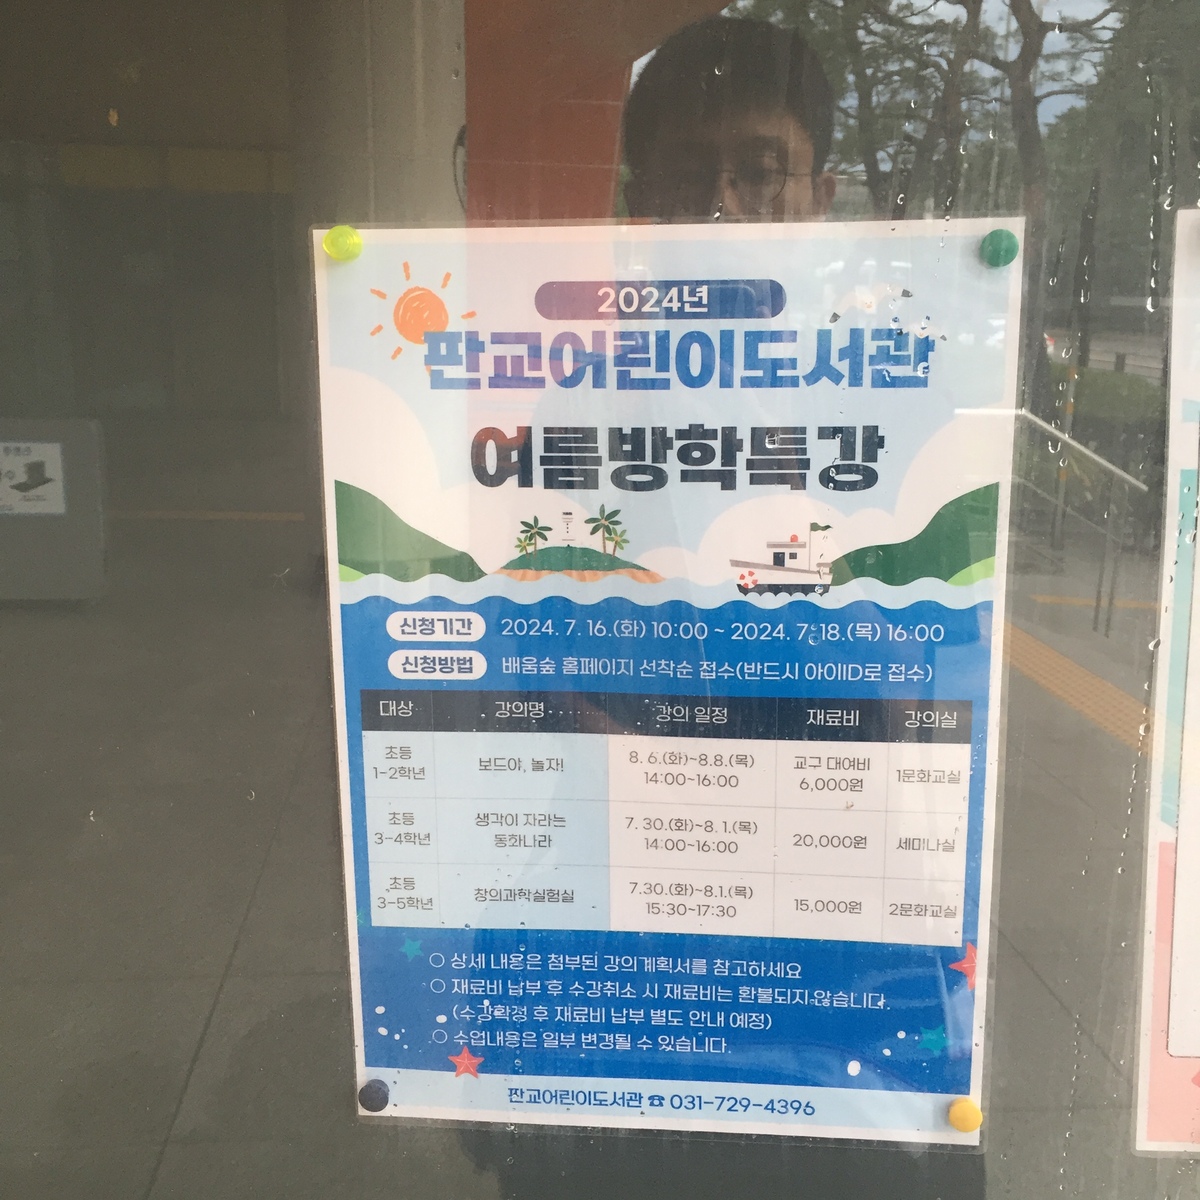 2024년
판교어린이도서관
여름방학특강
신청기간 2024. 7. 16.(화) 10:00 ~ 2024. 7. 18.(목) 16:00
신청방법 배움숲 홈페이지 선착순 접수(반드시 아이ID로 접수)
대상 강의명 강의 일정 재료비 강의실
초등
1-2학년
보드야, 놀자!
8. 6.(화)~8.8.(목)
14:00~16:00
교구 대여비
6,000원
1문화교실
초등
3-4학년
생각이 자라는
동화나라
7. 30.(화)~8. 1.(목)
14:00~16:00
20,000원
세미나실
초등
3-5학년
창의과학실험실
7.30.(화)~8.1.(목)
15:30~17:30
15,000원
2문화교실
○ 상세 내용은 첨부된 강의계획서를 참고하세요
○ 재료비 납부 후 수강취소 시 재료비는 환불되지 않습니다.
(수강확정 후 재료비 납부 별도 안내 예정)
○ 수업내용은 일부 변경될 수 있습니다.
판교어린이도서관 ☎ 031-729-4396